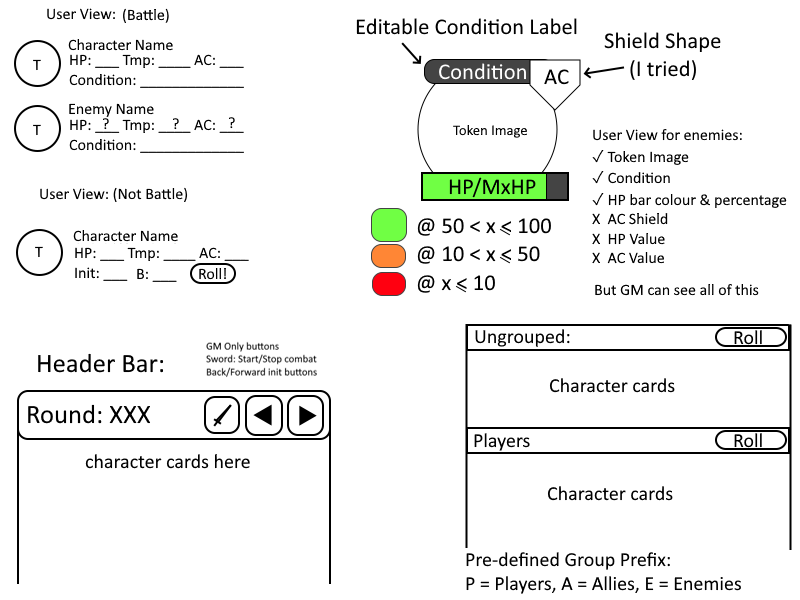 User View: (Battle)
T
Character Name
HP: ___ Tmp: ____ AC: ___
Condition: _____________
T
Enemy Name
HP: _?_ Tmp: _?_ AC: _?_
Condition: _____________
User View: (Not Battle)
T
Character Name
HP: ___ Tmp: ____ AC: ___
Init: ___ B: ___ Roll!
Editable Condition Label
Shield Shape
(I tried)
Condition
AC
Token Image
HP/MxHP
@ 50 < x ⩽ 100
@ 10 < x ⩽ 50
@ x ⩽ 10
User View for enemies:
✓ Token Image
✓ Condition
✓ HP bar colour & percentage
X AC Shield
X HP Value
X AC Value
But GM can see all of this
Header Bar:
GM Only buttons
Sword: Start/Stop combat
Back/Forward init buttons
Round: XXX
character cards here
Ungrouped: Roll
Character cards
Players Roll
Character cards
Pre-defined Group Prefix:
P = Players, A = Allies, E = Enemies